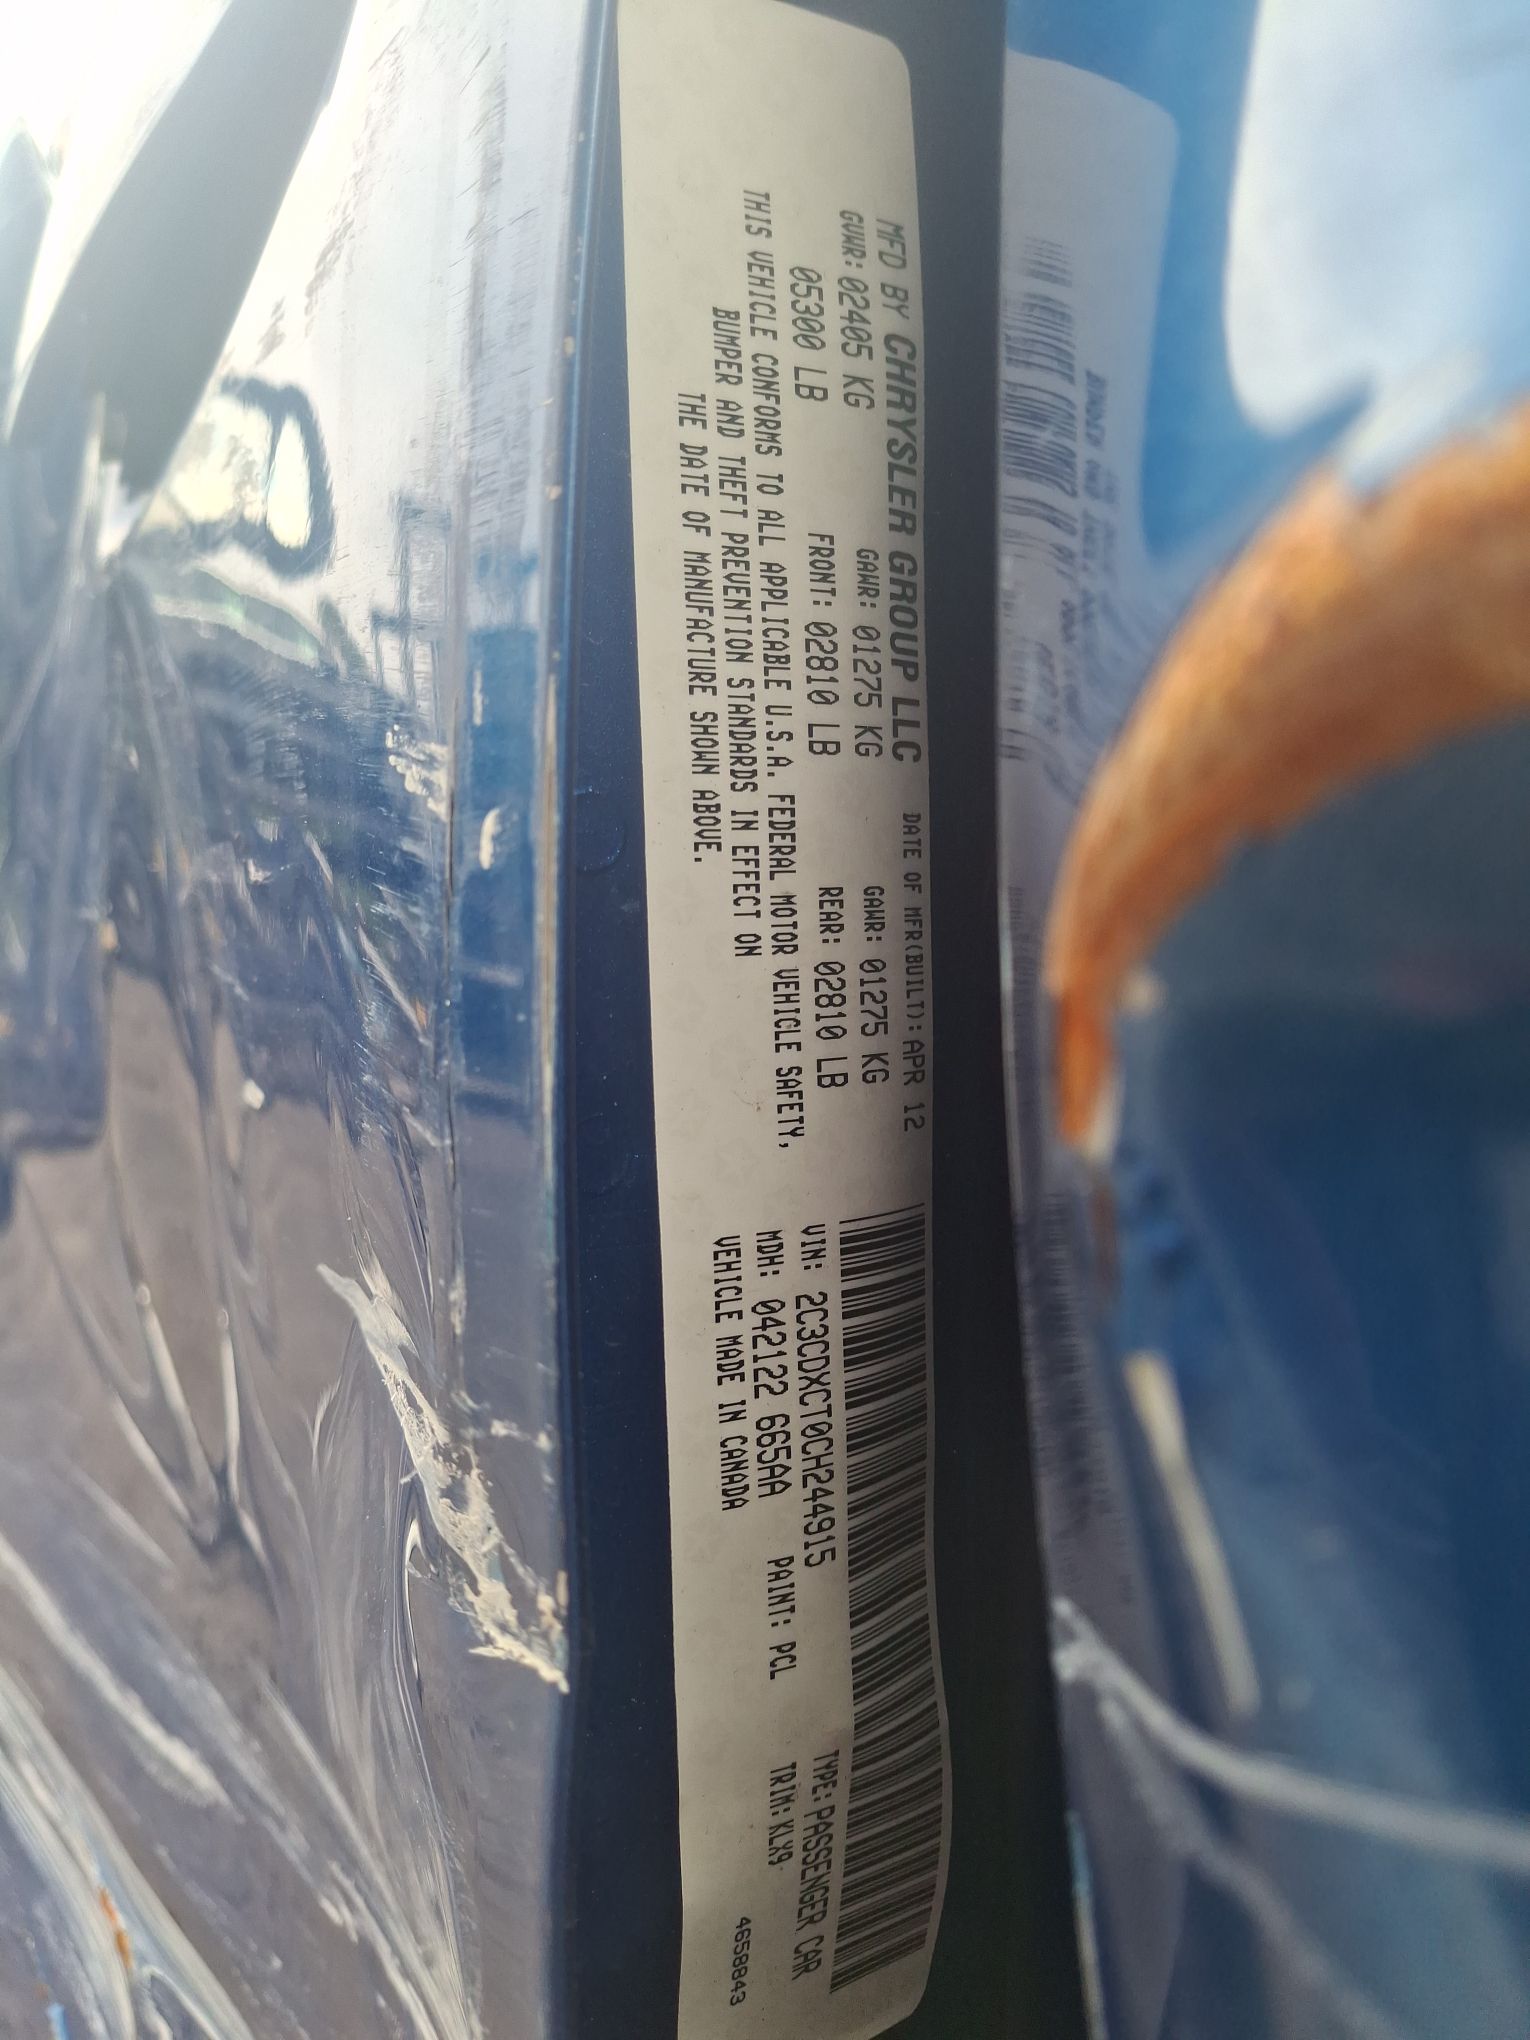 MFD BY CHRYSLER GROUP LLC DATE OF MFR(BUILT): APR 12
GVWR: 02405 KG GAWR: 01275 KG GAWR: 01275 KG
05300 LB FRONT: 02810 LB REAR: 02810 LB
THIS VEHICLE CONFORMS TO ALL APPLICABLE U.S.A. FEDERAL MOTOR VEHICLE SAFETY,
BUMPER AND THEFT PREVENTION STANDARDS IN EFFECT ON
THE DATE OF MANUFACTURE SHOWN ABOVE.
VIN: 2C3CDXCT0CH244915 TYPE: PASSENGER CAR
MDH: 042122 665AA PAINT: PCL TRIM: KLX9
VEHICLE MADE IN CANADA
4658843